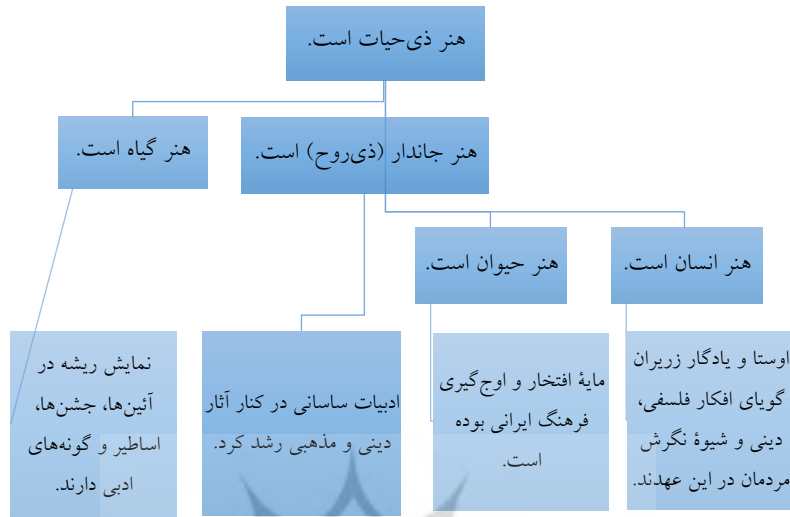 هنر ذی‌حیات است.
هنر جاندار (ذی‌روح) است.
هنر گیاه است.
هنر انسان است.
هنر حیوان است.
اوستا و یادگار زریران
گویای افکار فلسفی،
دینی و شیوۀ نگرش
مردمان در این عهدند.
مایۀ افتخار و اوج‌گیری
فرهنگ ایرانی بوده
است.
ادبیات ساسانی در کنار آثار
دینی و مذهبی رشد کرد.
نمایش ریشه در
آئین‌ها، جشن‌ها،
اساطیر و گونه‌های
ادبی دارند.